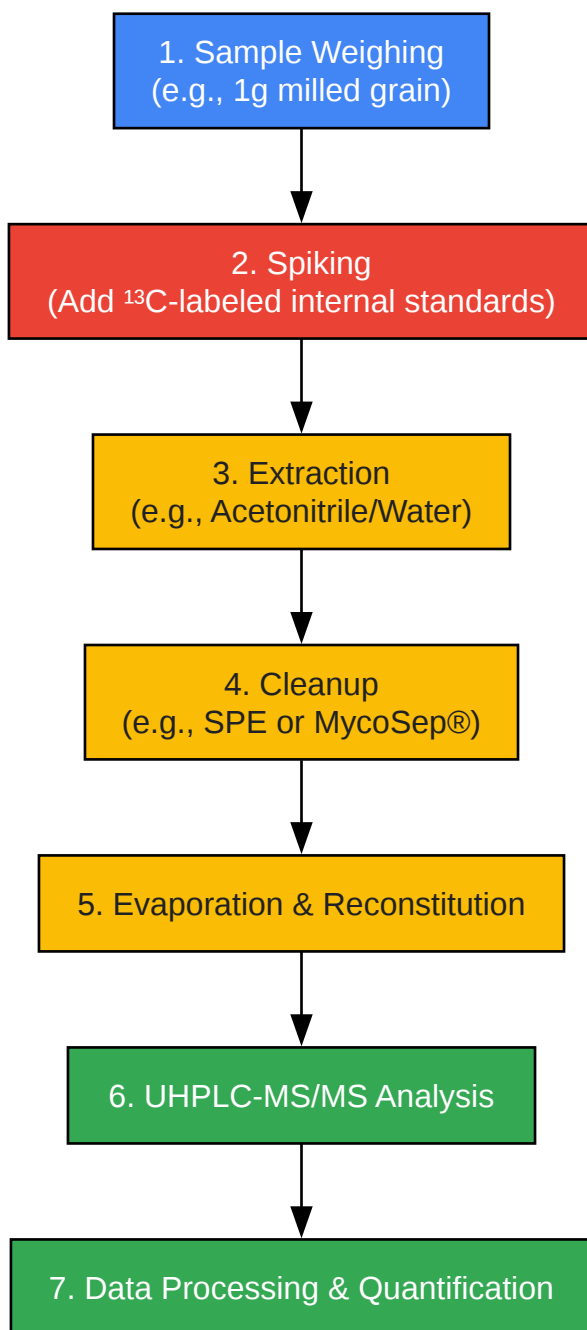 1. Sample Weighing
(e.g., 1g milled grain)
2. Spiking
(Add ¹³C-labeled internal standards)
3. Extraction
(e.g., Acetonitrile/Water)
4. Cleanup
(e.g., SPE or MycoSep®)
5. Evaporation & Reconstitution
6. UHPLC-MS/MS Analysis
7. Data Processing & Quantification